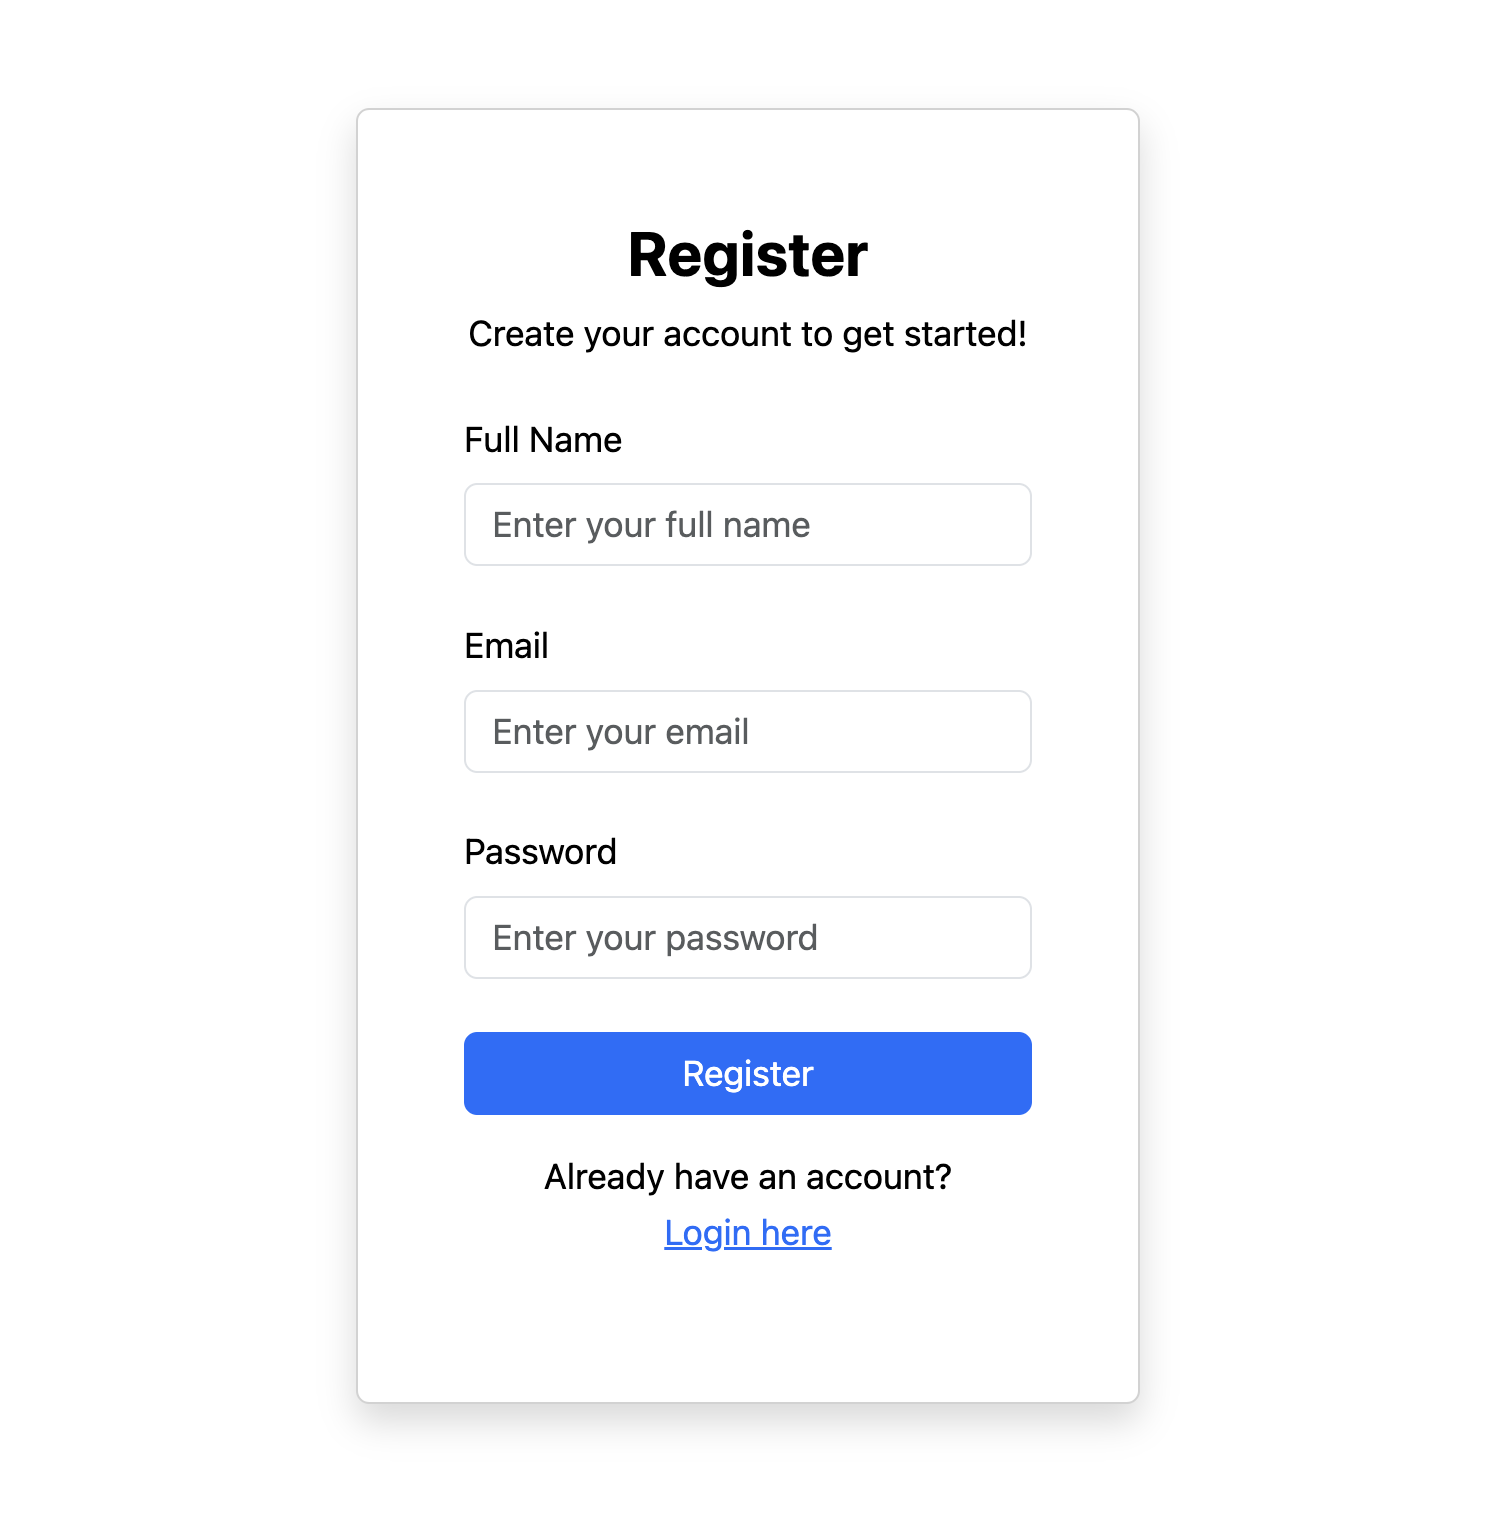 Register
Create your account to get started!
Full Name
Enter your full name
Email
Enter your email
Password
Enter your password
Register
Already have an account?
Login here